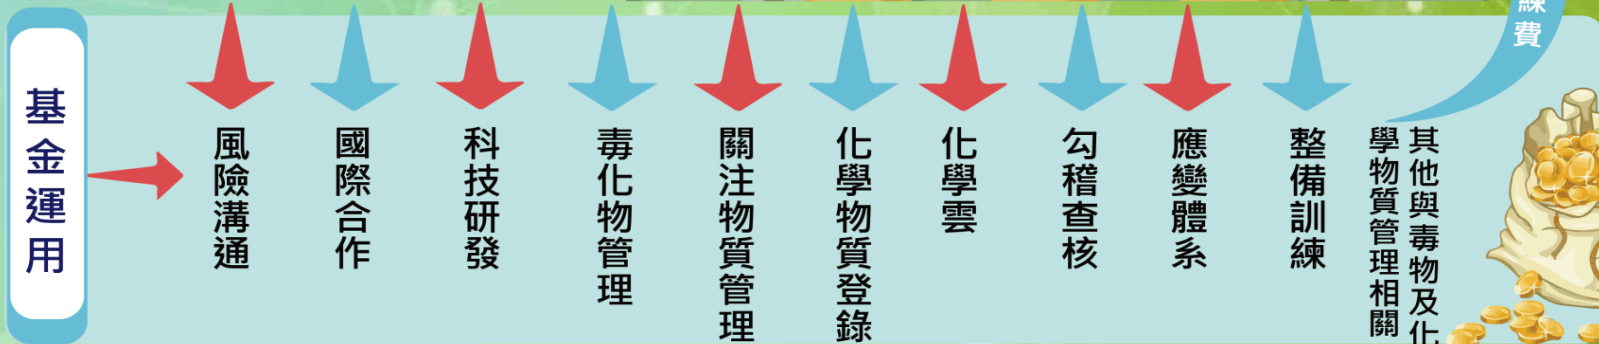 基金運用
風險溝通
國際合作
科技研發
毒化物管理
關注物質管理
化學物質登錄
化學雲
勾稽查核
應變體系
整備訓練
其他與毒物及化
學物質管理相關
練費